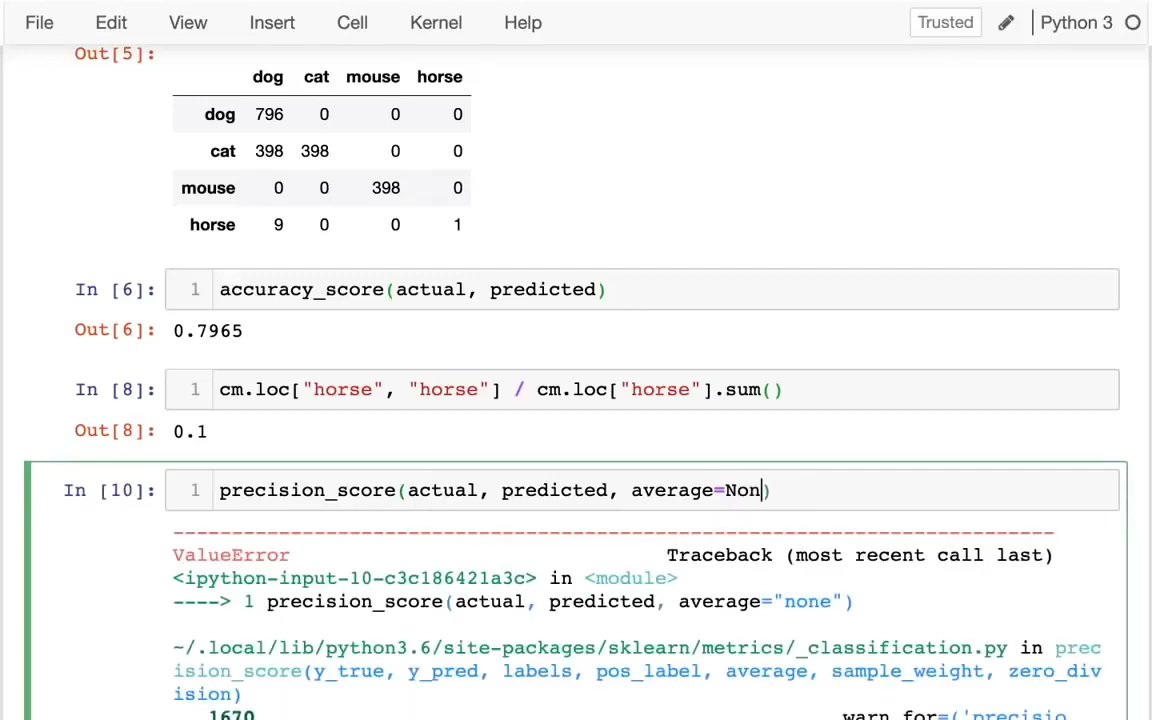 File Edit View Insert Cell Kernel Help Trusted Python 3
Out[5]:
dog cat mouse horse
dog 796 0 0 0
cat 398 398 0 0
mouse 0 0 398 0
horse 9 0 0 1
In [6]: 1 accuracy_score(actual, predicted)
Out[6]: 0.7965
In [8]: 1 cm.loc["horse", "horse"] / cm.loc["horse"].sum()
Out[8]: 0.1
In [10]: 1 precision_score(actual, predicted, average=Non)
---------------------------------------------------------------------------
ValueError Traceback (most recent call last)
<ipython-input-10-c3c186421a3c> in <module>
----> 1 precision_score(actual, predicted, average="none")
~/.local/lib/python3.6/site-packages/sklearn/metrics/_classification.py in prec
ision_score(y_true, y_pred, labels, pos_label, average, sample_weight, zero_div
ision)
1670 warn_for=('precisio